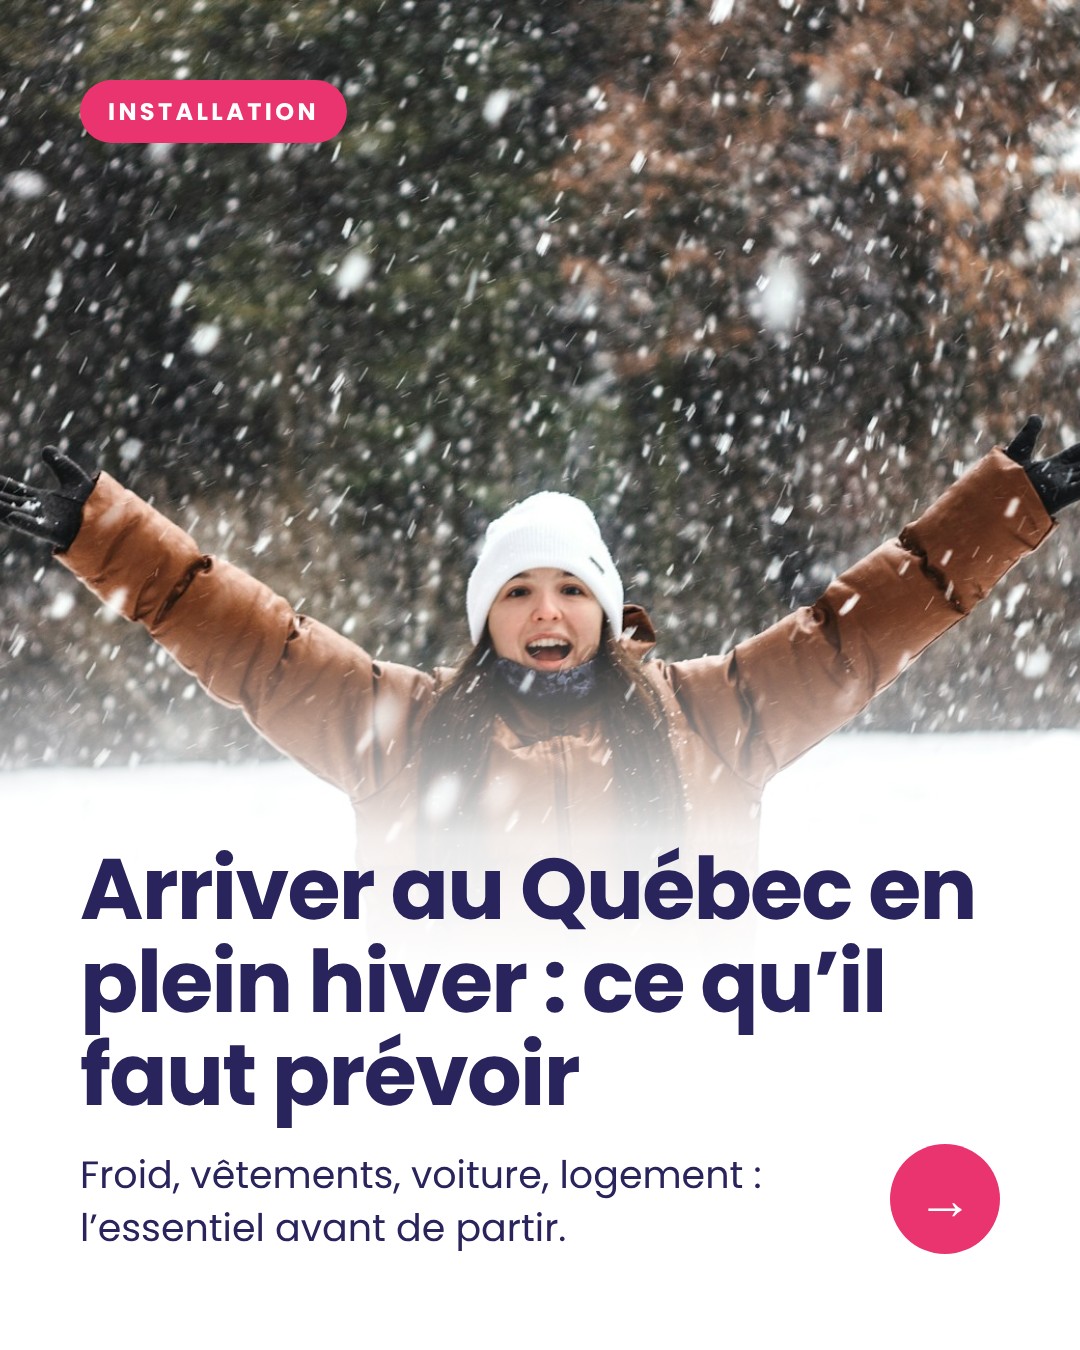 INSTALLATION
Arriver au Québec en
plein hiver : ce qu’il
faut prévoir
Froid, vêtements, voiture, logement :
l’essentiel avant de partir.
→